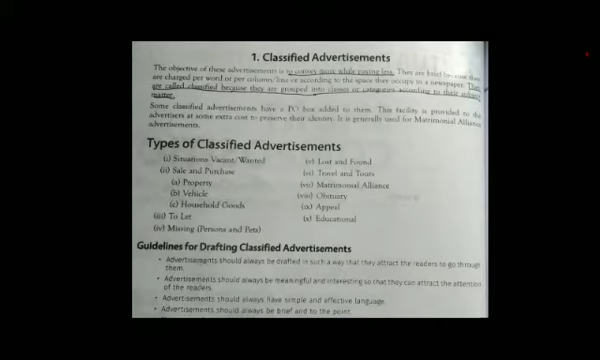 1. Classified Advertisements
The objective of these advertisements is to convey more while costing less. They are brief because they
are charged per word or per column/line or according to the space they occupy in a newspaper. They
are called classified because they are grouped into classes or categories according to their subject
matter.
Some classified advertisements have a PO box added to them. This facility is provided to the
advertisers at some extra cost to preserve their identity. It is generally used for Matrimonial Alliance
advertisements.
Types of Classified Advertisements
(i) Situations Vacant/Wanted
(ii) Sale and Purchase
(a) Property
(b) Vehicle
(c) Household Goods
(iii) To Let
(iv) Missing (Persons and Pets)
(v) Lost and Found
(vi) Travel and Tours
(vii) Matrimonial Alliance
(viii) Obituary
(ix) Appeal
(x) Educational
Guidelines for Drafting Classified Advertisements
• Advertisements should always be drafted in such a way that they attract the readers to go through
them.
• Advertisements should always be meaningful and interesting so that they can attract the attention
of the readers.
• Advertisements should always have simple and effective language.
• Advertisements should always be brief and to the point.